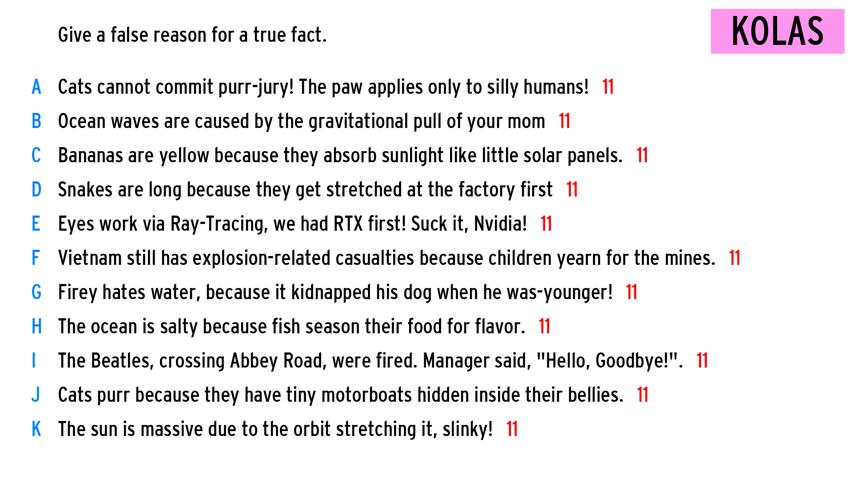 Give a false reason for a true fact.
KOLAS
A Cats cannot commit purr-jury! The paw applies only to silly humans! 11
B Ocean waves are caused by the gravitational pull of your mom 11
C Bananas are yellow because they absorb sunlight like little solar panels. 11
D Snakes are long because they get stretched at the factory first 11
E Eyes work via Ray-Tracing, we had RTX first! Suck it, Nvidia! 11
F Vietnam still has explosion-related casualties because children yearn for the mines. 11
G Firey hates water, because it kidnapped his dog when he was-younger! 11
H The ocean is salty because fish season their food for flavor. 11
I The Beatles, crossing Abbey Road, were fired. Manager said, "Hello, Goodbye!". 11
J Cats purr because they have tiny motorboats hidden inside their bellies. 11
K The sun is massive due to the orbit stretching it, slinky! 11